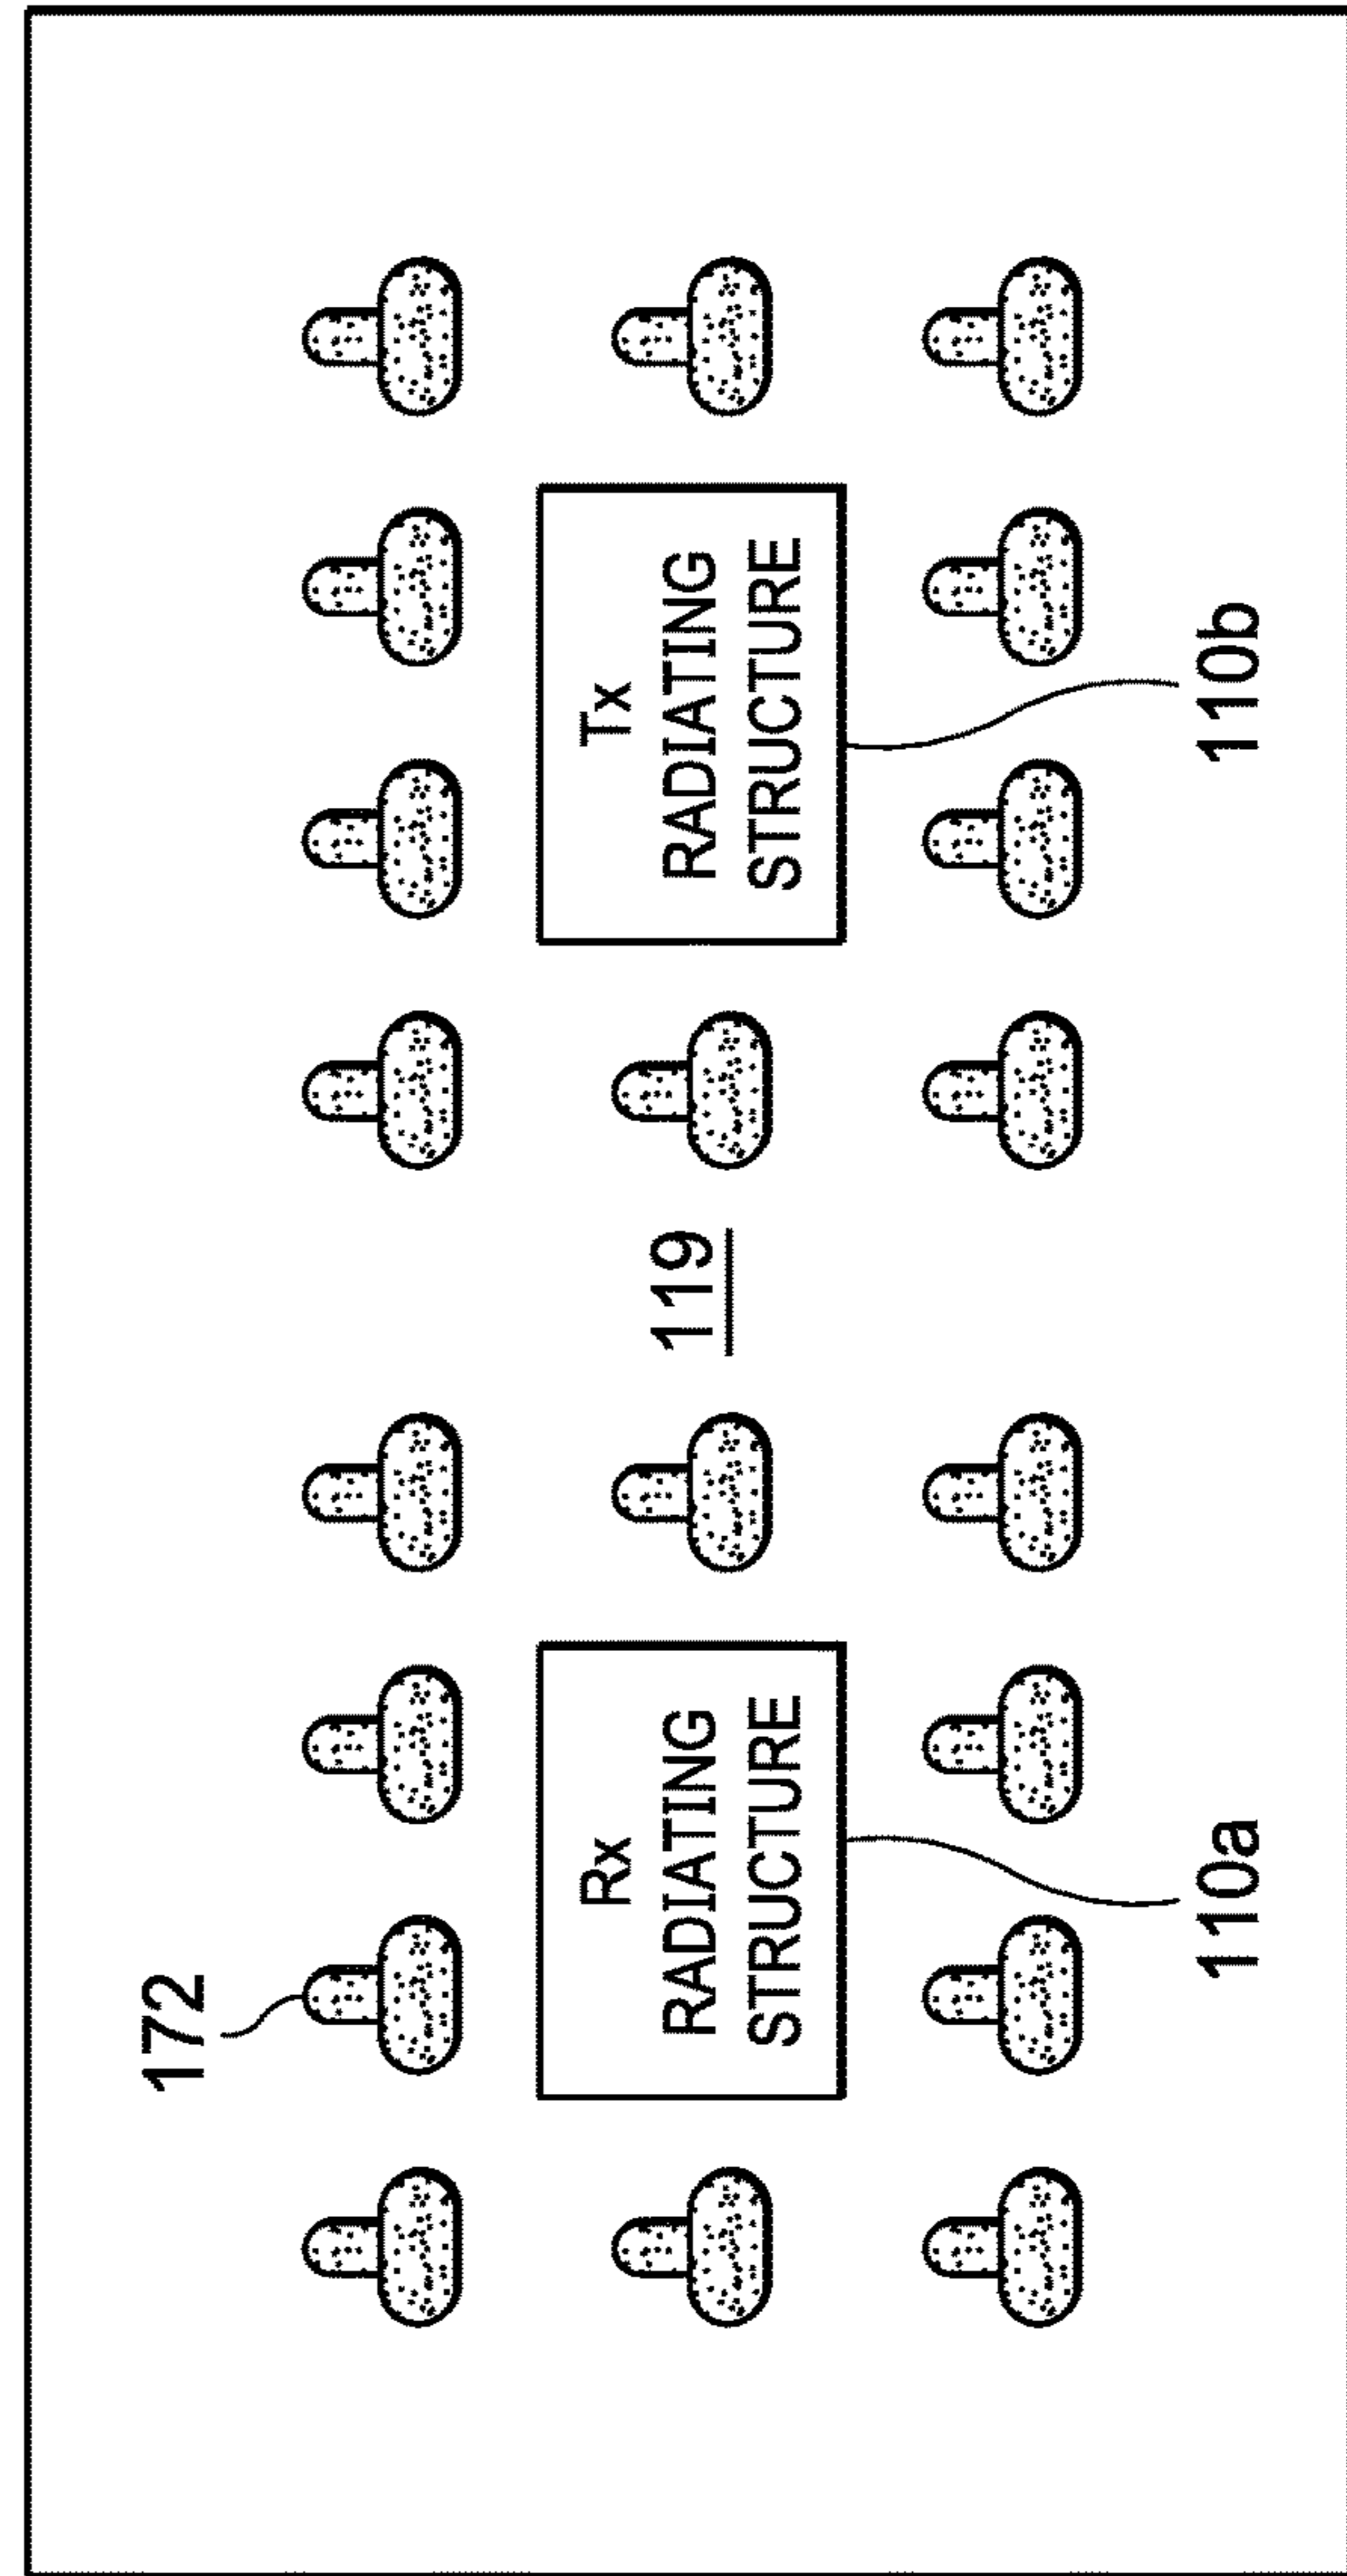 172
Rx
RADIATING
STRUCTURE
119
Tx
RADIATING
STRUCTURE
110a
110b